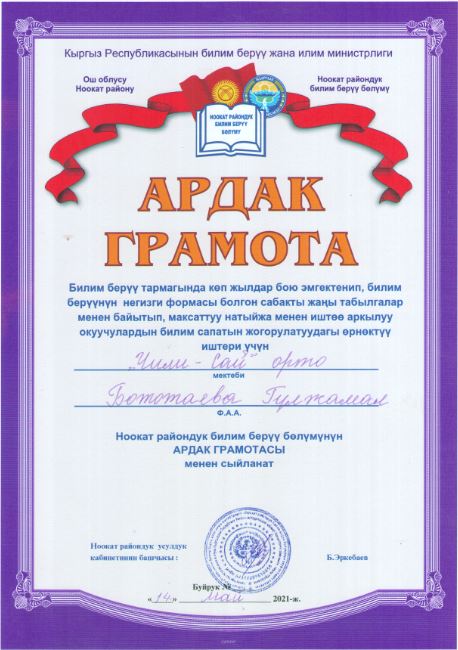 Кыргыз Республикасынын билим берүү жана илим министрлиги
Ош облусу
Ноокат району
Ноокат райондук
билим берүү бөлүмү
НООКАТ РАЙОНДУК
БИЛИМ БЕРҮҮ
БӨЛҮМҮ
АРДАК
ГРАМОТА
Билим берүү тармагында көп жылдар бою эмгектенип, билим
берүүнүн негизги формасы болгон сабакты жаңы табылгалар
менен байытып, максаттуу натыйжа менен иштөө аркылуу
окуучулардын билим сапатын жогорулатуудагы өрнөктүү
иштери үчүн
„Чили-Сай" орто
мектеби
Бототаева Гулжамал
Ф.А.А.
Ноокат райондук билим берүү бөлүмүнүн
АРДАК ГРАМОТАСЫ
менен сыйланат
Ноокат райондук усулдук
кабинетинин башчысы :
Б.Эркебаев
Буйрук №
« 14 » май 2021-ж.